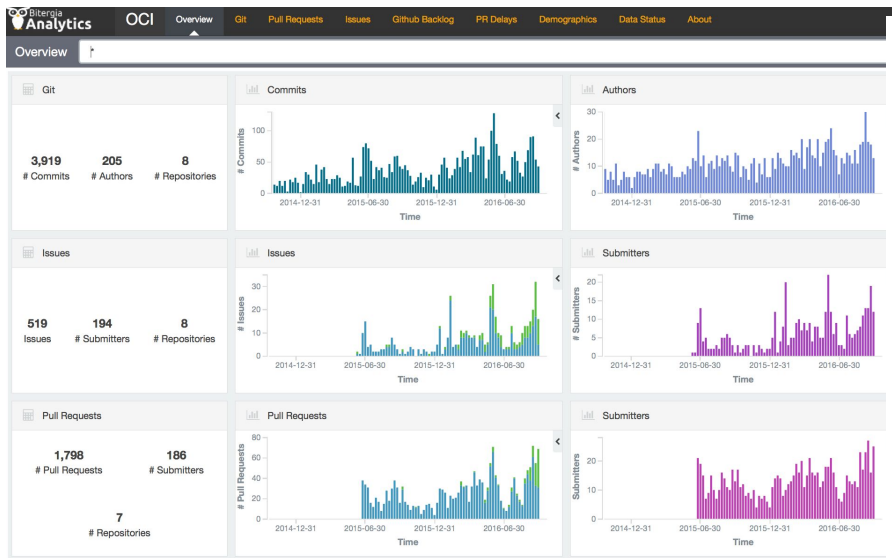 Bitergia
Analytics
OCI
Overview
Git
Pull Requests
Issues
Github Backlog
PR Delays
Demographics
Data Status
About
Overview
*
Git
3,919
# Commits
205
# Authors
8
# Repositories
Commits
# Commits
100
50
0
2014-12-31
2015-06-30
2015-12-31
2016-06-30
Time
Authors
# Authors
30
20
10
0
2014-12-31
2015-06-30
2015-12-31
2016-06-30
Time
Issues
519
Issues
194
# Submitters
8
# Repositories
Issues
# Issues
30
20
10
0
2014-12-31
2015-06-30
2015-12-31
2016-06-30
Time
Submitters
# Submitters
20
15
10
5
0
2014-12-31
2015-06-30
2015-12-31
2016-06-30
Time
Pull Requests
1,798
# Pull Requests
186
# Submitters
7
# Repositories
Pull Requests
# Pull Requests
80
60
40
20
0
2014-12-31
2015-06-30
2015-12-31
2016-06-30
Time
Submitters
Submitters
20
10
0
2014-12-31
2015-06-30
2015-12-31
2016-06-30
Time